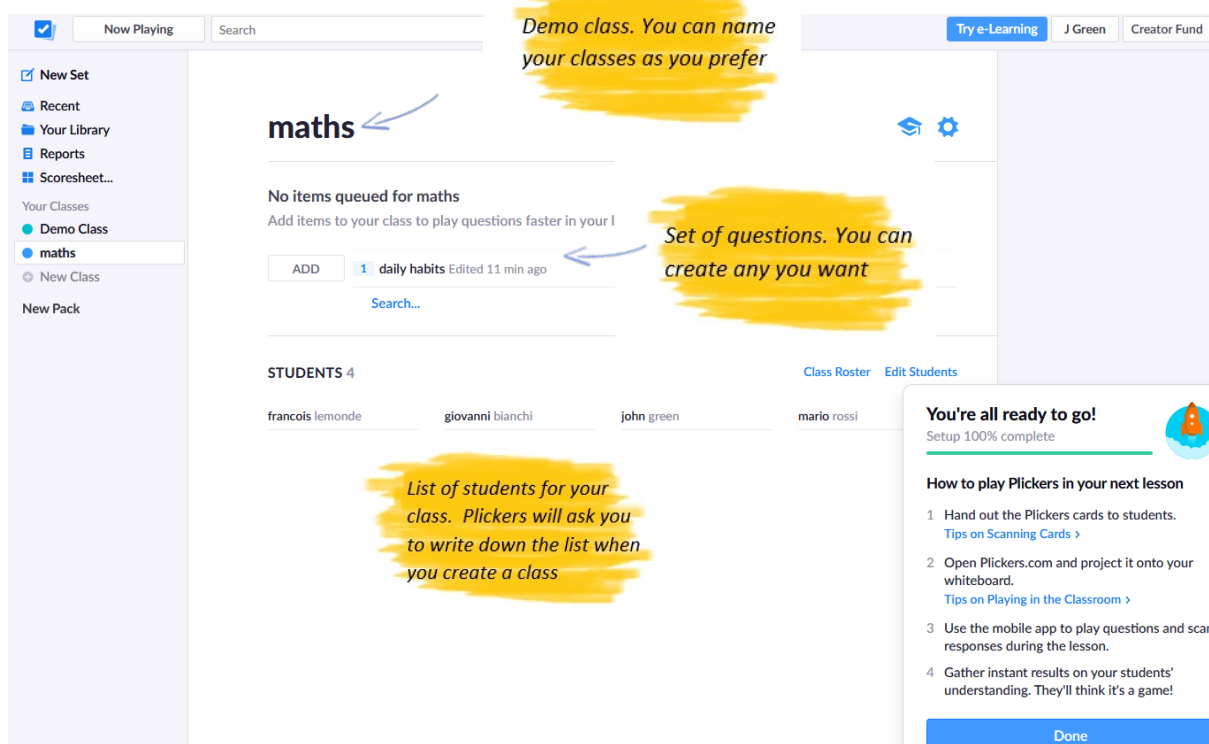 Now Playing
Search
Demo class. You can name
your classes as you prefer
Try e-Learning
J Green
Creator Fund
New Set
Recent
Your Library
Reports
Scoresheet...
Your Classes
Demo Class
maths
New Class
New Pack
maths
No items queued for maths
Add items to your class to play questions faster in your l
ADD
1 daily habits Edited 11 min ago
Search...
Set of questions. You can
create any you want
STUDENTS 4
Class Roster Edit Students
francois lemonde
giovanni bianchi
john green
mario rossi
List of students for your
class. Plickers will ask you
to write down the list when
you create a class
You're all ready to go!
Setup 100% complete
How to play Plickers in your next lesson
1 Hand out the Plickers cards to students.
Tips on Scanning Cards >
2 Open Plickers.com and project it onto your
whiteboard.
Tips on Playing in the Classroom >
3 Use the mobile app to play questions and scar
responses during the lesson.
4 Gather instant results on your students'
understanding. They'll think it's a game!
Done